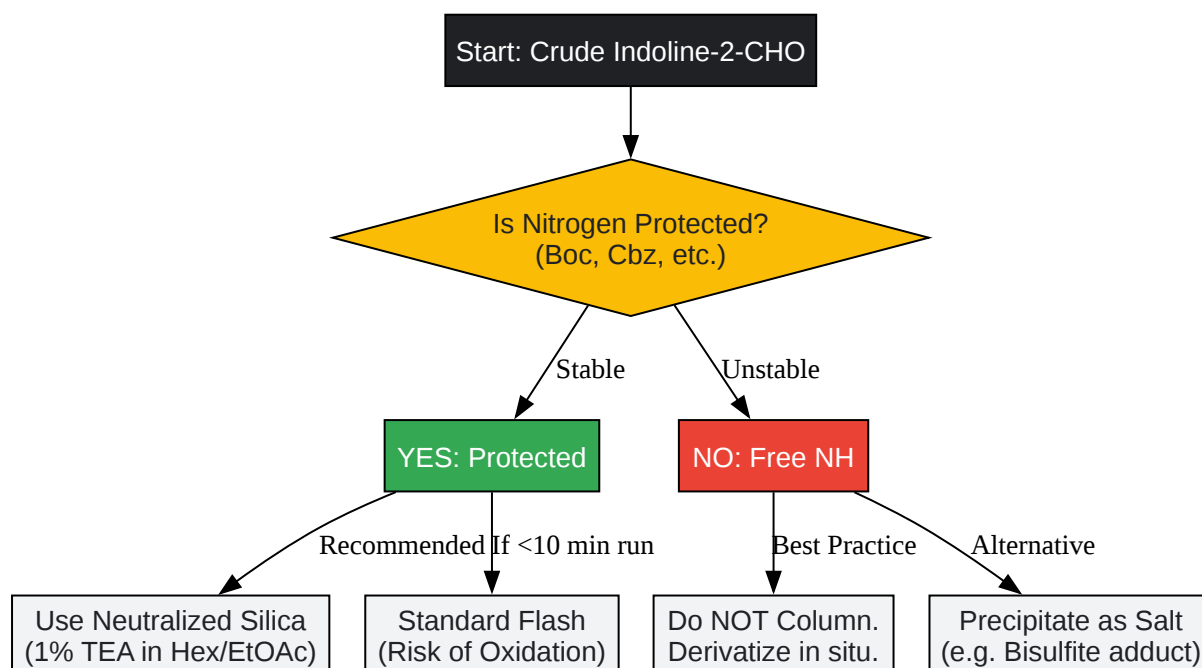 Start: Crude Indoline-2-CHO
Is Nitrogen Protected?
(Boc, Cbz, etc.)
Stable
Unstable
YES: Protected
NO: Free NH
Recommended
If <10 min run
Best Practice
Alternative
Use Neutralized Silica
(1% TEA in Hex/EtOAc)
Standard Flash
(Risk of Oxidation)
Do NOT Column.
Derivatize in situ.
Precipitate as Salt
(e.g. Bisulfite adduct)